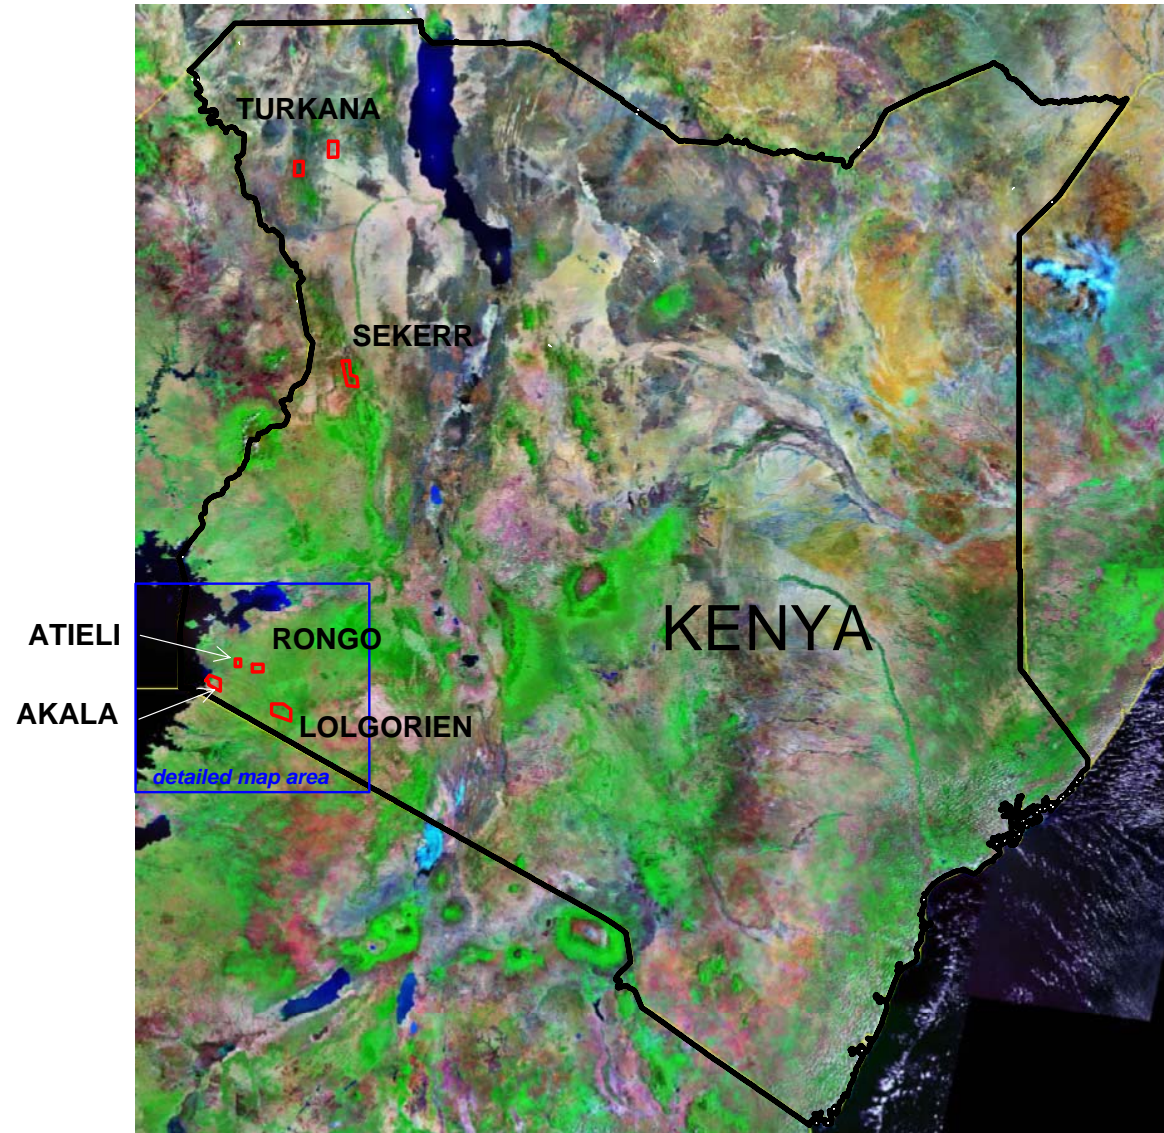 TURKANA
SEKERR
KENYA
ATIELI
RONGO
AKALA
LOLGORIEN
detailed map area